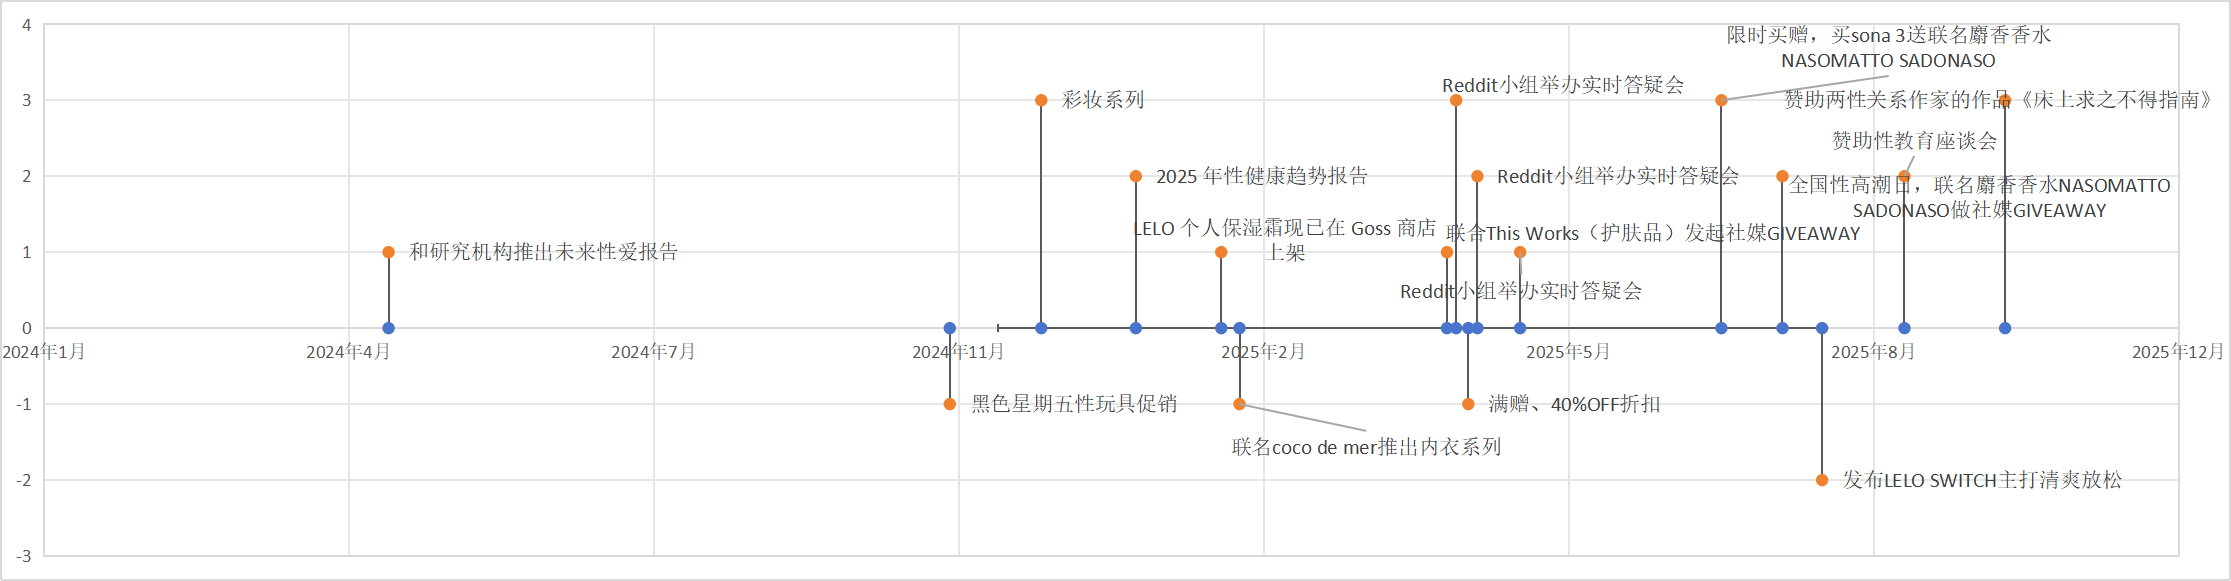 4
限时买赠，买sona 3送联名麝香香水
NASOMATTO SADONASO
Reddit小组举办实时答疑会
3
彩妆系列
赞助两性关系作家的作品《床上求之不得指南》
赞助性教育座谈会
2
2025 年性健康趋势报告
Reddit小组举办实时答疑会
全国性高潮日，联名麝香香水NASOMATTO
SADONASO做社媒GIVEAWAY
LELO 个人保湿霜现已在 Goss 商店
上架
联合This Works（护肤品）发起社媒GIVEAWAY
1
和研究机构推出未来性爱报告
Reddit小组举办实时答疑会
0
2024年1月
2024年4月
2024年7月
2024年11月
2025年2月
2025年5月
2025年8月
2025年12月
-1
黑色星期五性玩具促销
满赠、40%OFF折扣
联名coco de mer推出内衣系列
-2
发布LELO SWITCH主打清爽放松
-3